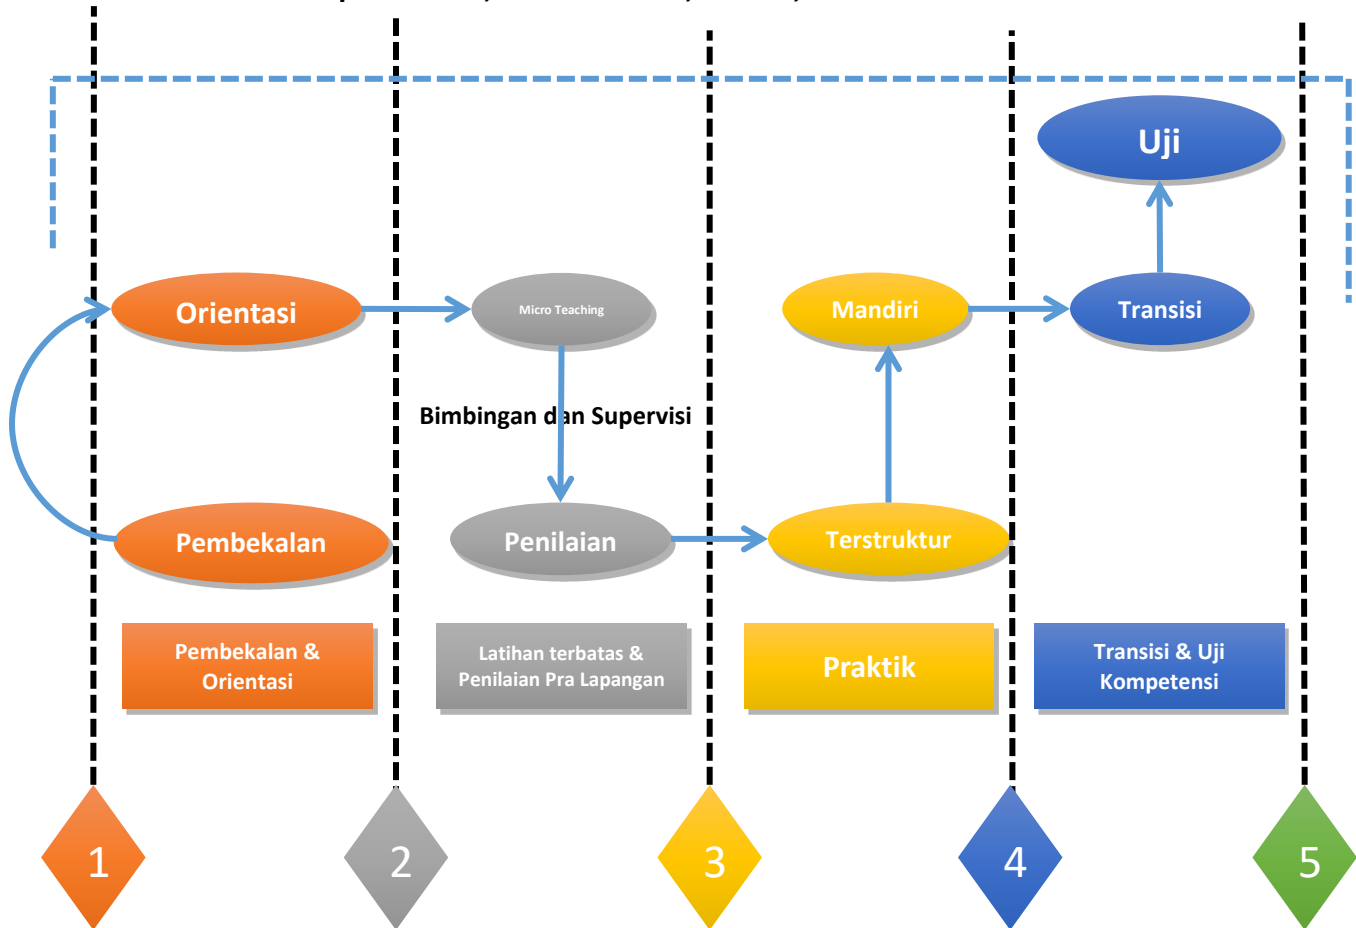 Uji
Orientasi
Micro Teaching
Mandiri
Transisi
Bimbingan dan Supervisi
Pembekalan
Penilaian
Terstruktur
Pembekalan &
Orientasi
Latihan terbatas &
Penilaian Pra Lapangan
Praktik
Transisi & Uji
Kompetensi
1
2
3
4
5